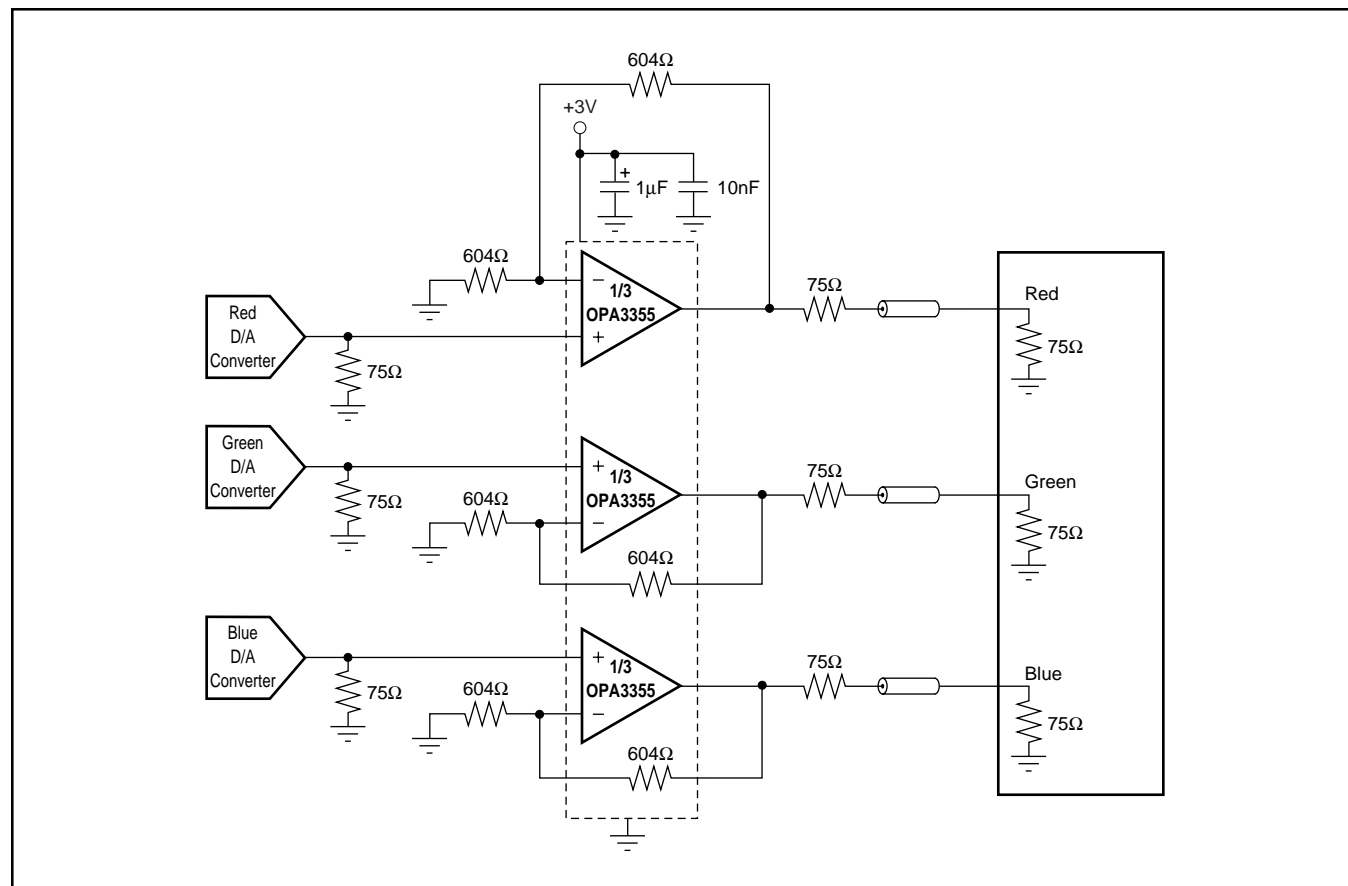 604Ω
+3V
+
1μF
10nF
604Ω
−
1/3
OPA3355
+
75Ω
Red
Red
D/A
Converter
75Ω
75Ω
Green
D/A
Converter
75Ω
+
1/3
OPA3355
−
604Ω
604Ω
75Ω
Green
75Ω
Blue
D/A
Converter
75Ω
+
1/3
OPA3355
−
604Ω
604Ω
75Ω
Blue
75Ω